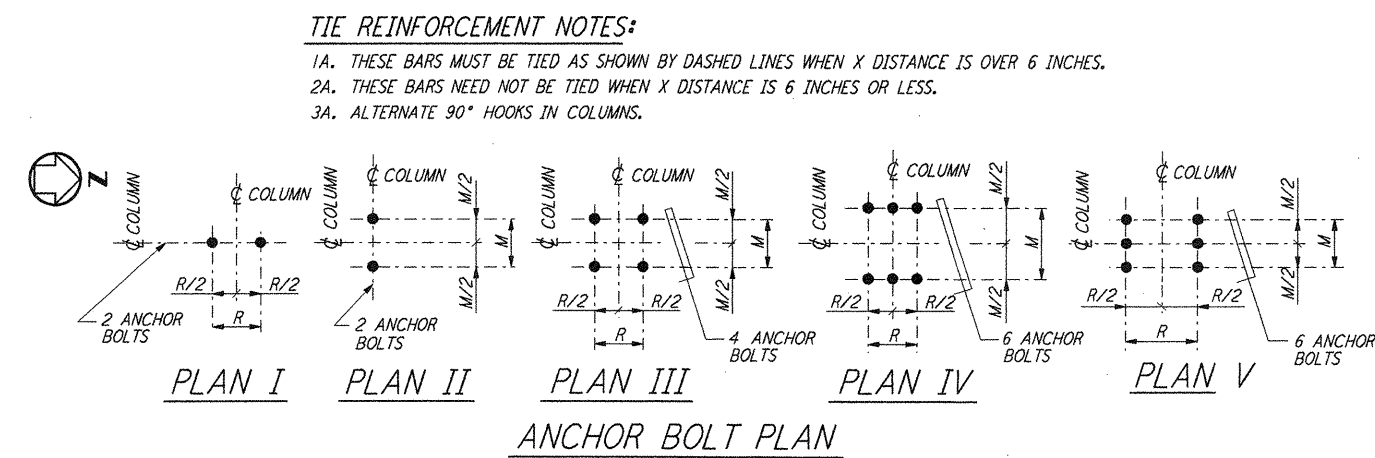 TIE REINFORCEMENT NOTES:
1A. THESE BARS MUST BE TIED AS SHOWN BY DASHED LINES WHEN X DISTANCE IS OVER 6 INCHES.
2A. THESE BARS NEED NOT BE TIED WHEN X DISTANCE IS 6 INCHES OR LESS.
3A. ALTERNATE 90° HOOKS IN COLUMNS.
N
℄ COLUMN
℄ COLUMN
R/2
R/2
R
2 ANCHOR
BOLTS
PLAN I
℄ COLUMN
℄ COLUMN
M/2
M
M/2
2 ANCHOR
BOLTS
PLAN II
℄ COLUMN
℄ COLUMN
M/2
M
M/2
R/2
R/2
R
4 ANCHOR
BOLTS
PLAN III
℄ COLUMN
℄ COLUMN
M/2
M
M/2
R/2
R/2
R
6 ANCHOR
BOLTS
PLAN IV
℄ COLUMN
℄ COLUMN
M/2
M
M/2
R/2
R/2
R
6 ANCHOR
BOLTS
PLAN V
ANCHOR BOLT PLAN